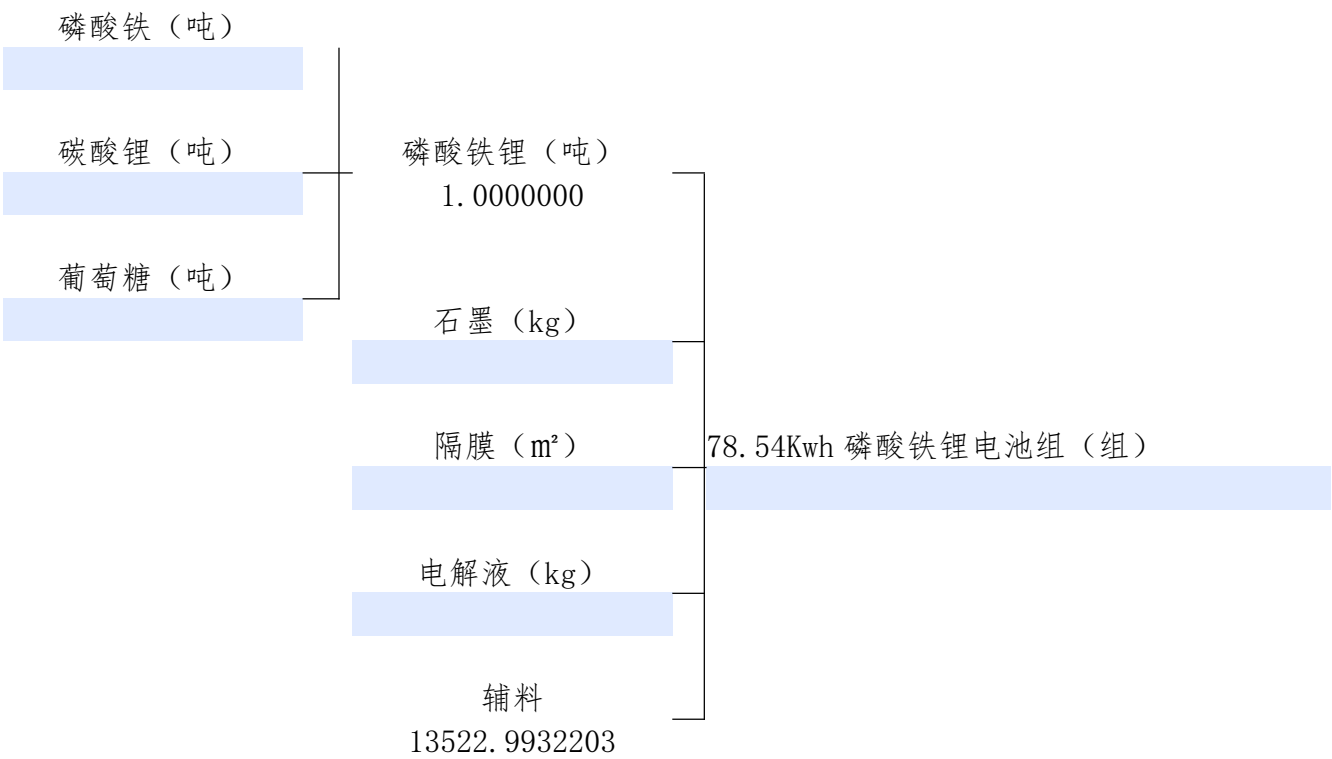 磷酸铁（吨）
碳酸锂（吨）
葡萄糖（吨）
磷酸铁锂（吨）
1.0000000
石墨（kg）
隔膜（㎡）
电解液（kg）
辅料
13522.9932203
78.54Kwh 磷酸铁锂电池组（组）